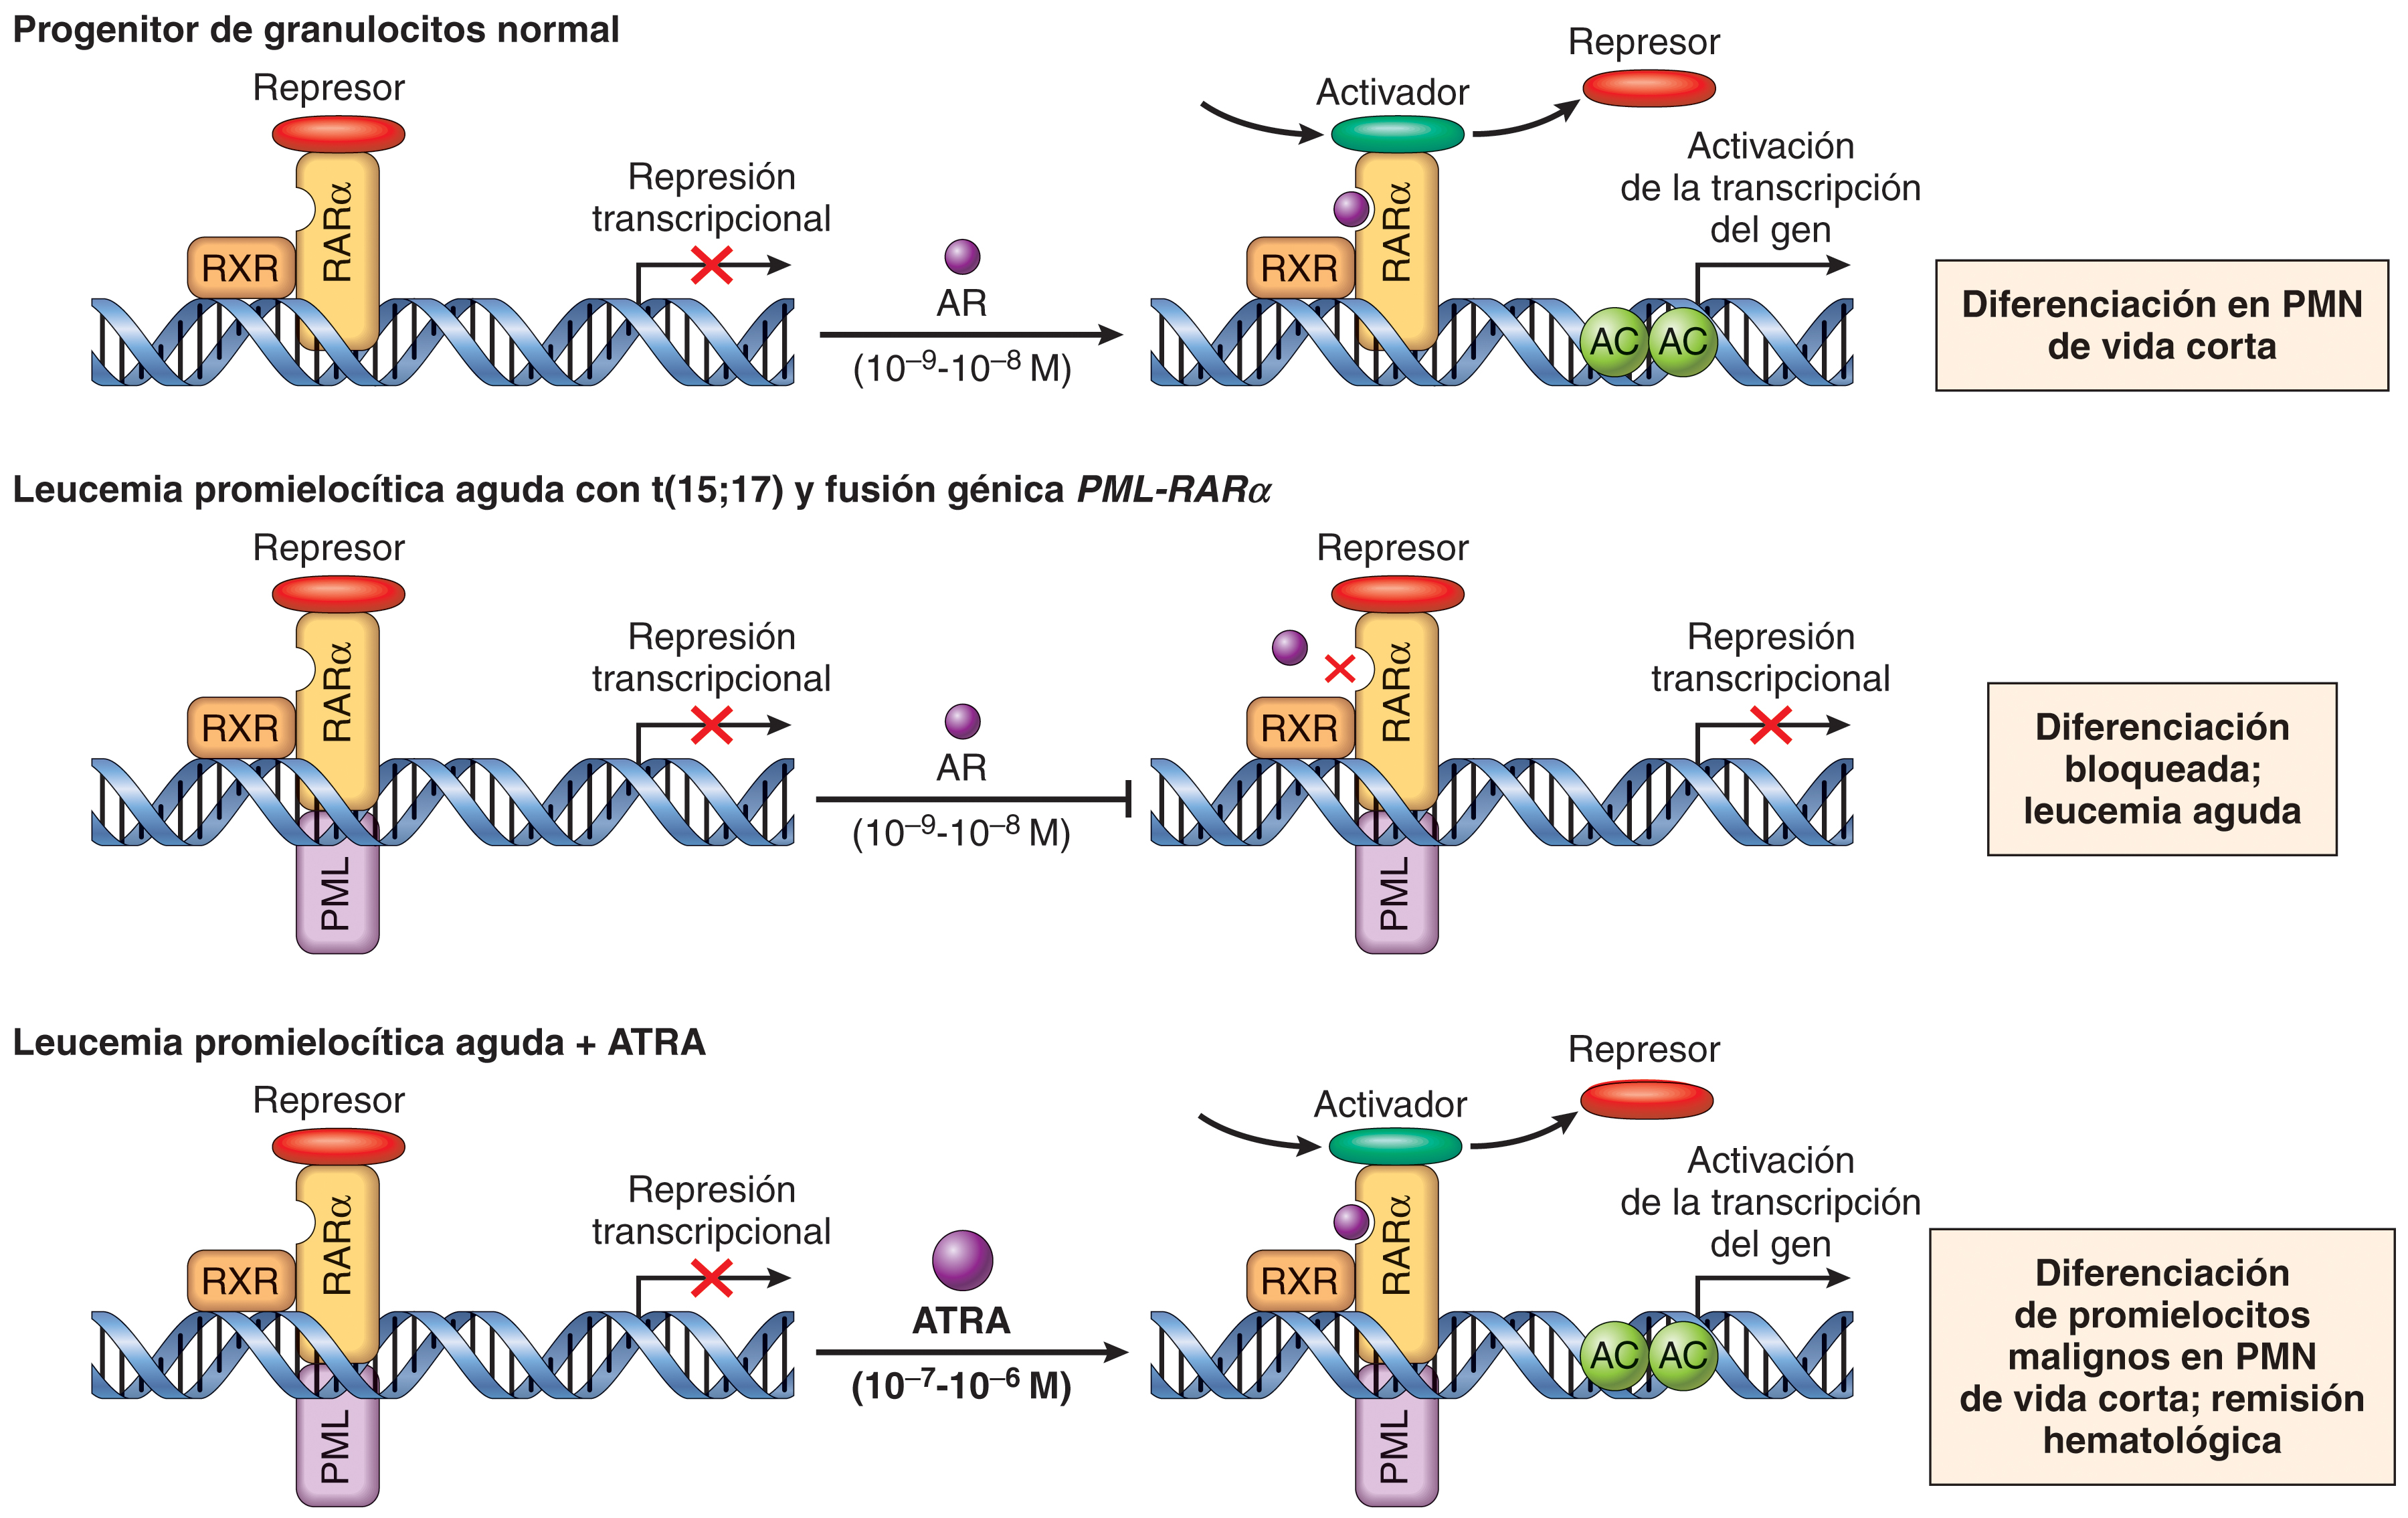 Progenitor de granulocitos normal
Represor
RARα
RXR
Represión
transcripcional
AR
(10–9-10–8 M)
Activador
Represor
RARα
RXR
Activación
de la transcripción
del gen
AC AC
Diferenciación en PMN
de vida corta
Leucemia promielocítica aguda con t(15;17) y fusión génica PML-RARα
Represor
RARα
RXR
PML
Represión
transcripcional
AR
(10–9-10–8 M)
Represor
RARα
RXR
PML
Represión
transcripcional
Diferenciación
bloqueada;
leucemia aguda
Leucemia promielocítica aguda + ATRA
Represor
RARα
RXR
PML
Represión
transcripcional
ATRA
(10–7-10–6 M)
Activador
Represor
RARα
RXR
PML
Activación
de la transcripción
del gen
AC AC
Diferenciación
de promielocitos
malignos en PMN
de vida corta; remisión
hematológica